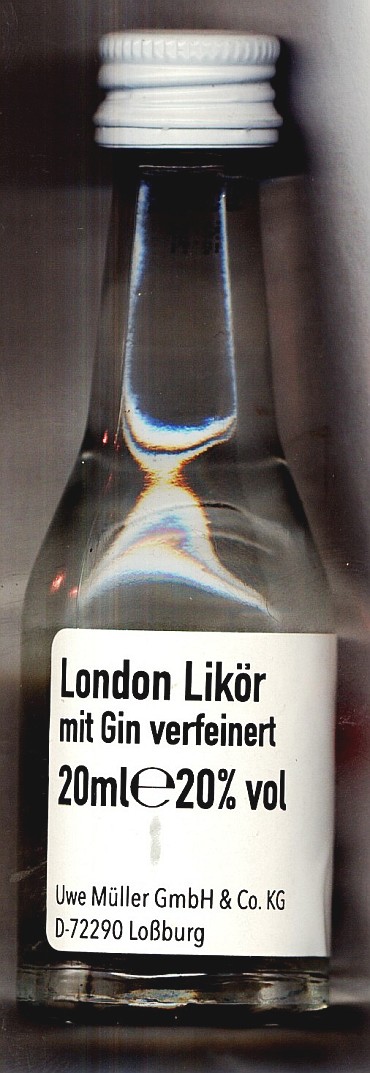 London Likör
mit Gin verfeinert
20ml℮20% vol
Uwe Müller GmbH & Co. KG
D-72290 Loßburg